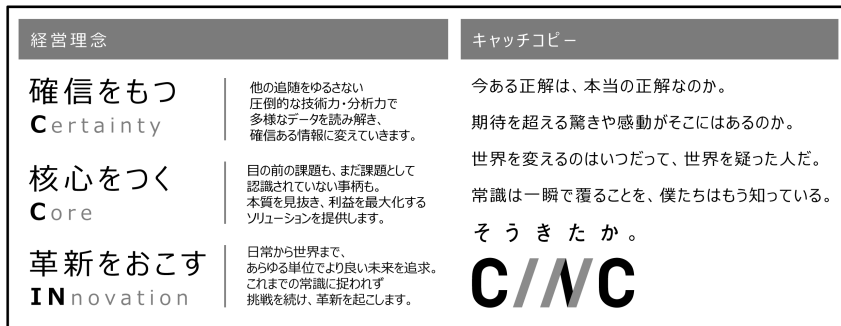 経営理念
確信をもつ
Certainty
他の追随をゆるさない
圧倒的な技術力・分析力で
多様なデータを読み解き、
確信ある情報に変えていきます。
核心をつく
Core
目の前の課題も、まだ課題として
認識されていない事柄も。
本質を見抜き、利益を最大化する
ソリューションを提供します。
革新をおこす
INnovation
日常から世界まで、
あらゆる単位でより良い未来を追求。
これまでの常識に捉われず
挑戦を続け、革新を起こします。
キャッチコピー
今ある正解は、本当の正解なのか。
期待を超える驚きや感動がそこにはあるのか。
世界を変えるのはいつだって、世界を疑った人だ。
常識は一瞬で覆ることを、僕たちはもう知っている。
そうきたか。
CINC